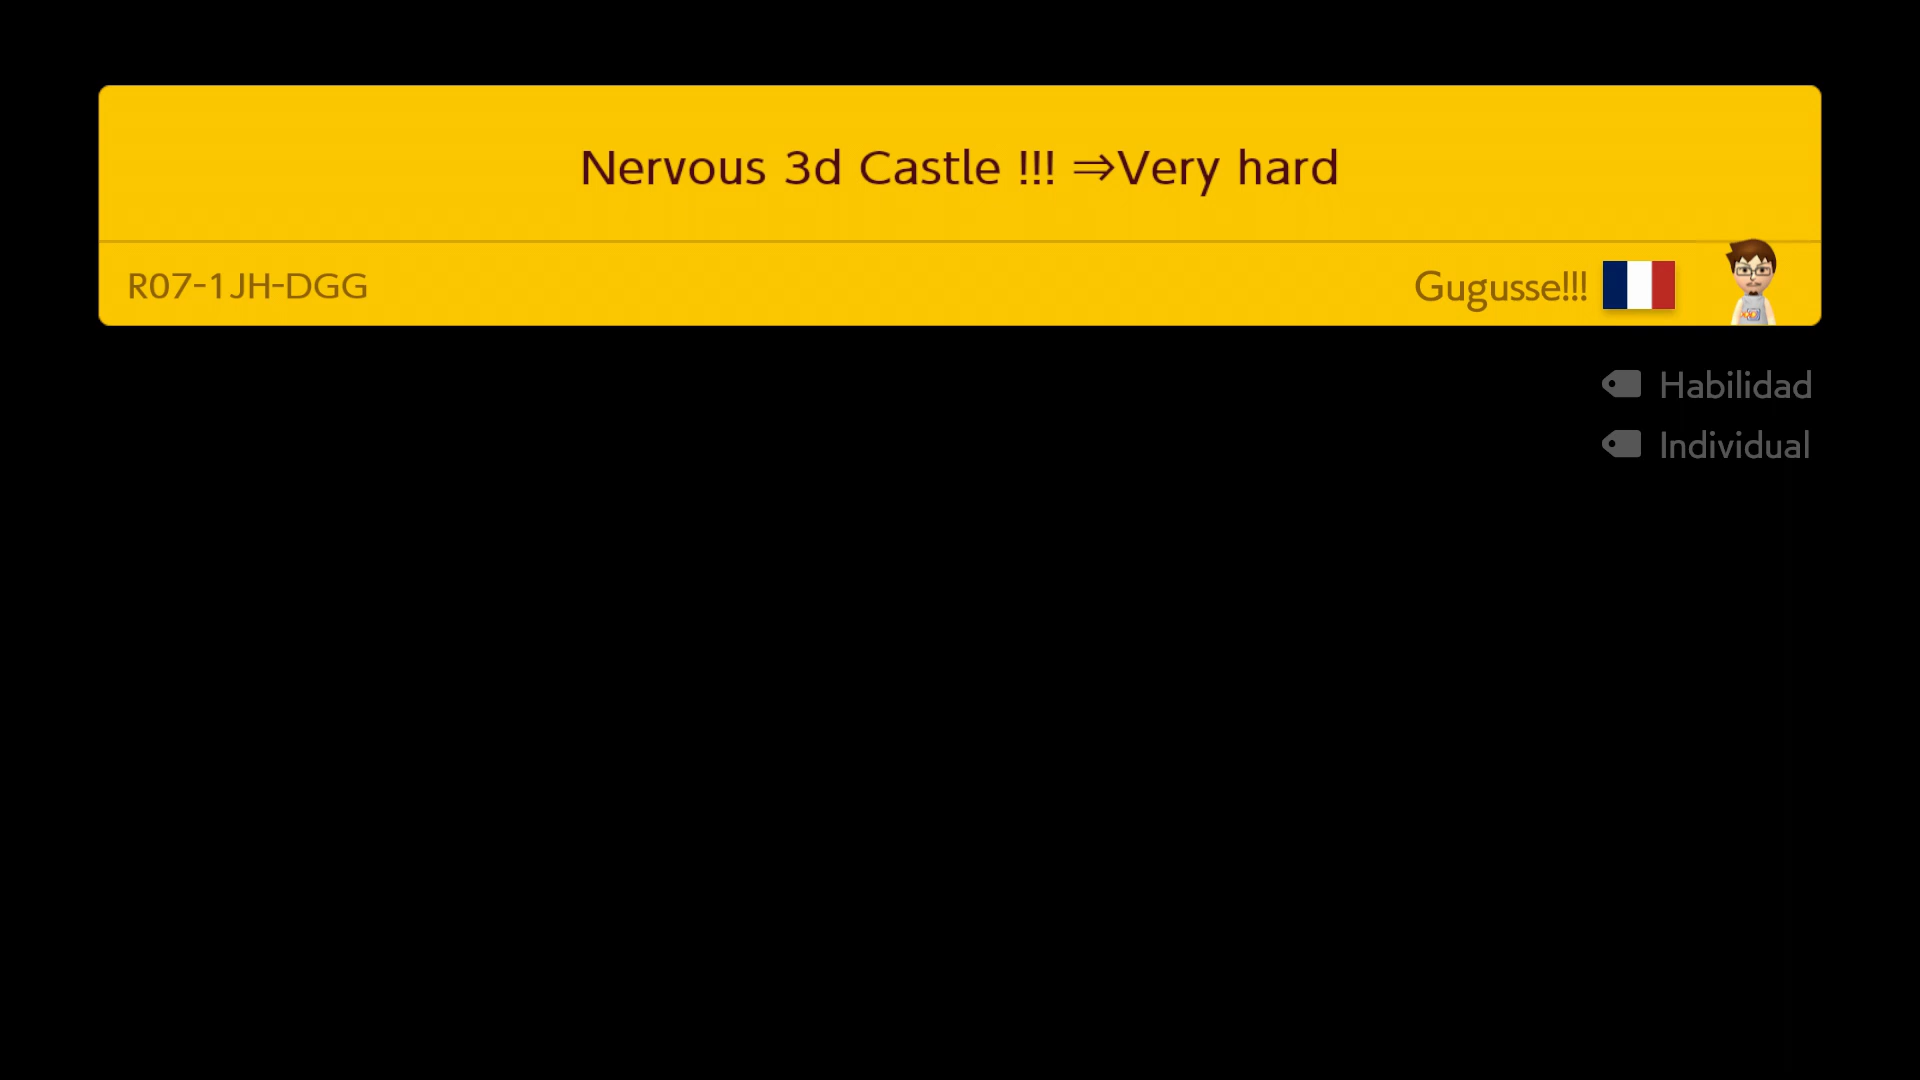 Nervous 3d Castle !!! ⇒Very hard
R07-1JH-DGG
Gugusse!!!
Habilidad
Individual